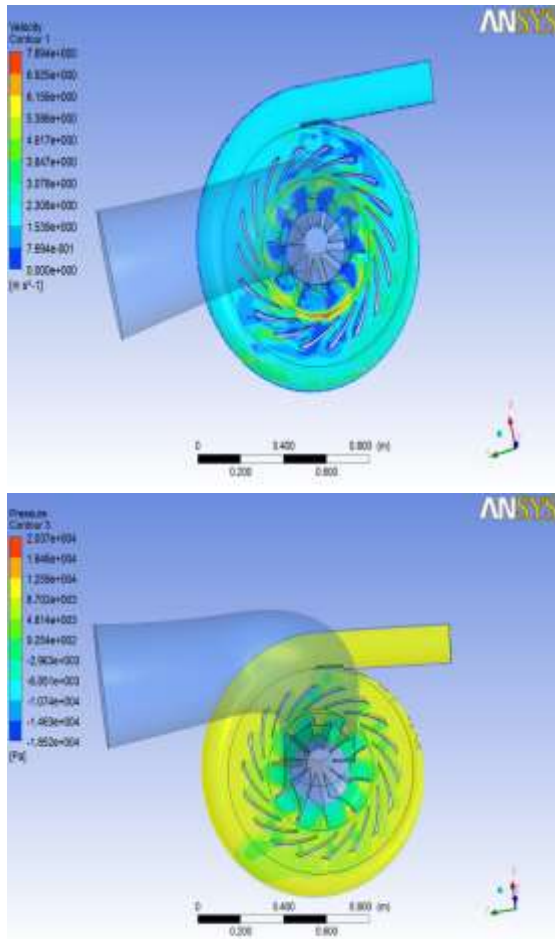 Velocity
Contour 1
7.694e+000
6.925e+000
6.156e+000
5.386e+000
4.617e+000
3.847e+000
3.078e+000
2.308e+000
1.539e+000
7.694e-001
0.000e+000
[m s^-1]
ANSYS
0 0.400 0.800 (m)
0.200 0.600
Pressure
Contour 3
2.037e+004
1.648e+004
1.259e+004
8.702e+003
4.814e+003
9.254e+002
-2.963e+003
-6.851e+003
-1.074e+004
-1.463e+004
-1.852e+004
[Pa]
ANSYS
0 0.400 0.800 (m)
0.200 0.600